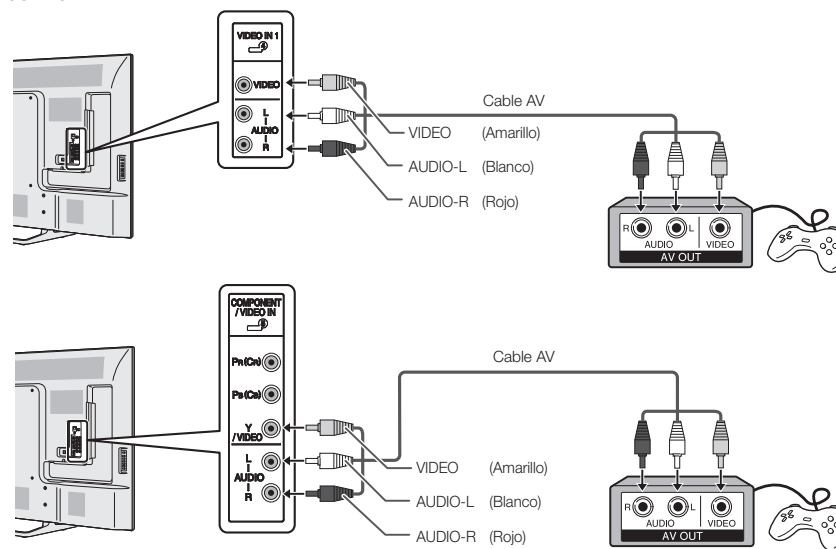 VIDEO IN 1
4
VIDEO
L
AUDIO
R
Cable AV
VIDEO (Amarillo)
AUDIO-L (Blanco)
AUDIO-R (Rojo)
R L
AUDIO VIDEO
AV OUT
COMPONENT
/ VIDEO IN
PR(CR)
PB(CB)
Y
/VIDEO
L
AUDIO
R
Cable AV
VIDEO (Amarillo)
AUDIO-L (Blanco)
AUDIO-R (Rojo)
R L
AUDIO VIDEO
AV OUT